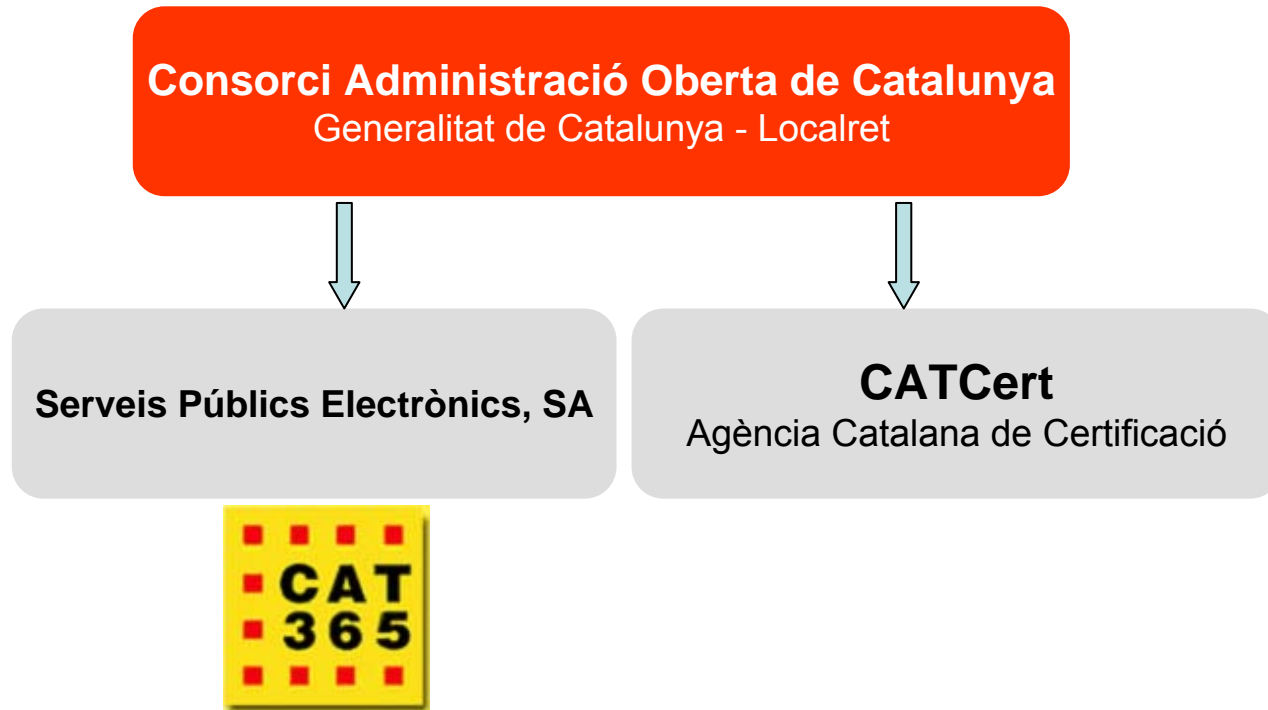 Consorci Administració Oberta de Catalunya
Generalitat de Catalunya - Localret
Serveis Públics Electrònics, SA
CATCert
Agència Catalana de Certificació
CAT
365